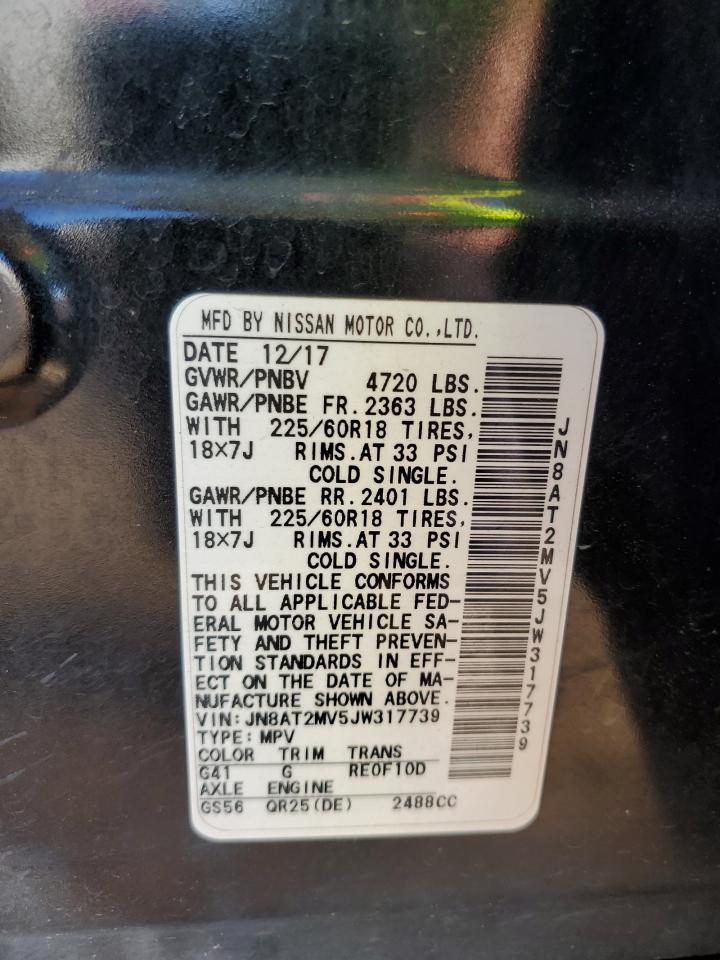 MFD BY NISSAN MOTOR CO.,LTD.
DATE 12/17
GVWR/PNBV 4720 LBS.
GAWR/PNBE FR. 2363 LBS.
WITH 225/60R18 TIRES,
18×7J RIMS.AT 33 PSI
COLD SINGLE.
GAWR/PNBE RR. 2401 LBS.
WITH 225/60R18 TIRES,
18×7J RIMS.AT 33 PSI
COLD SINGLE.
THIS VEHICLE CONFORMS
TO ALL APPLICABLE FED-
ERAL MOTOR VEHICLE SA-
FETY AND THEFT PREVEN-
TION STANDARDS IN EFF-
ECT ON THE DATE OF MA-
NUFACTURE SHOWN ABOVE.
VIN:JN8AT2MV5JW317739
TYPE:MPV
COLOR TRIM TRANS
G41 G RE0F10D
AXLE ENGINE
GS56 QR25(DE) 2488CC
JN8AT2MV5JW317739